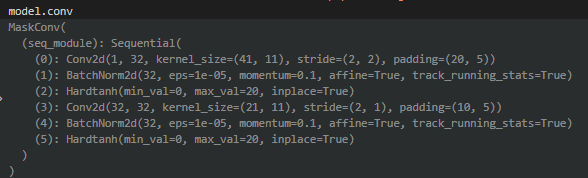 model.conv
MaskConv(
  (seq_module): Sequential(
    (0): Conv2d(1, 32, kernel_size=(41, 11), stride=(2, 2), padding=(20, 5))
    (1): BatchNorm2d(32, eps=1e-05, momentum=0.1, affine=True, track_running_stats=True)
    (2): Hardtanh(min_val=0, max_val=20, inplace=True)
    (3): Conv2d(32, 32, kernel_size=(21, 11), stride=(2, 1), padding=(10, 5))
    (4): BatchNorm2d(32, eps=1e-05, momentum=0.1, affine=True, track_running_stats=True)
    (5): Hardtanh(min_val=0, max_val=20, inplace=True)
  )
)